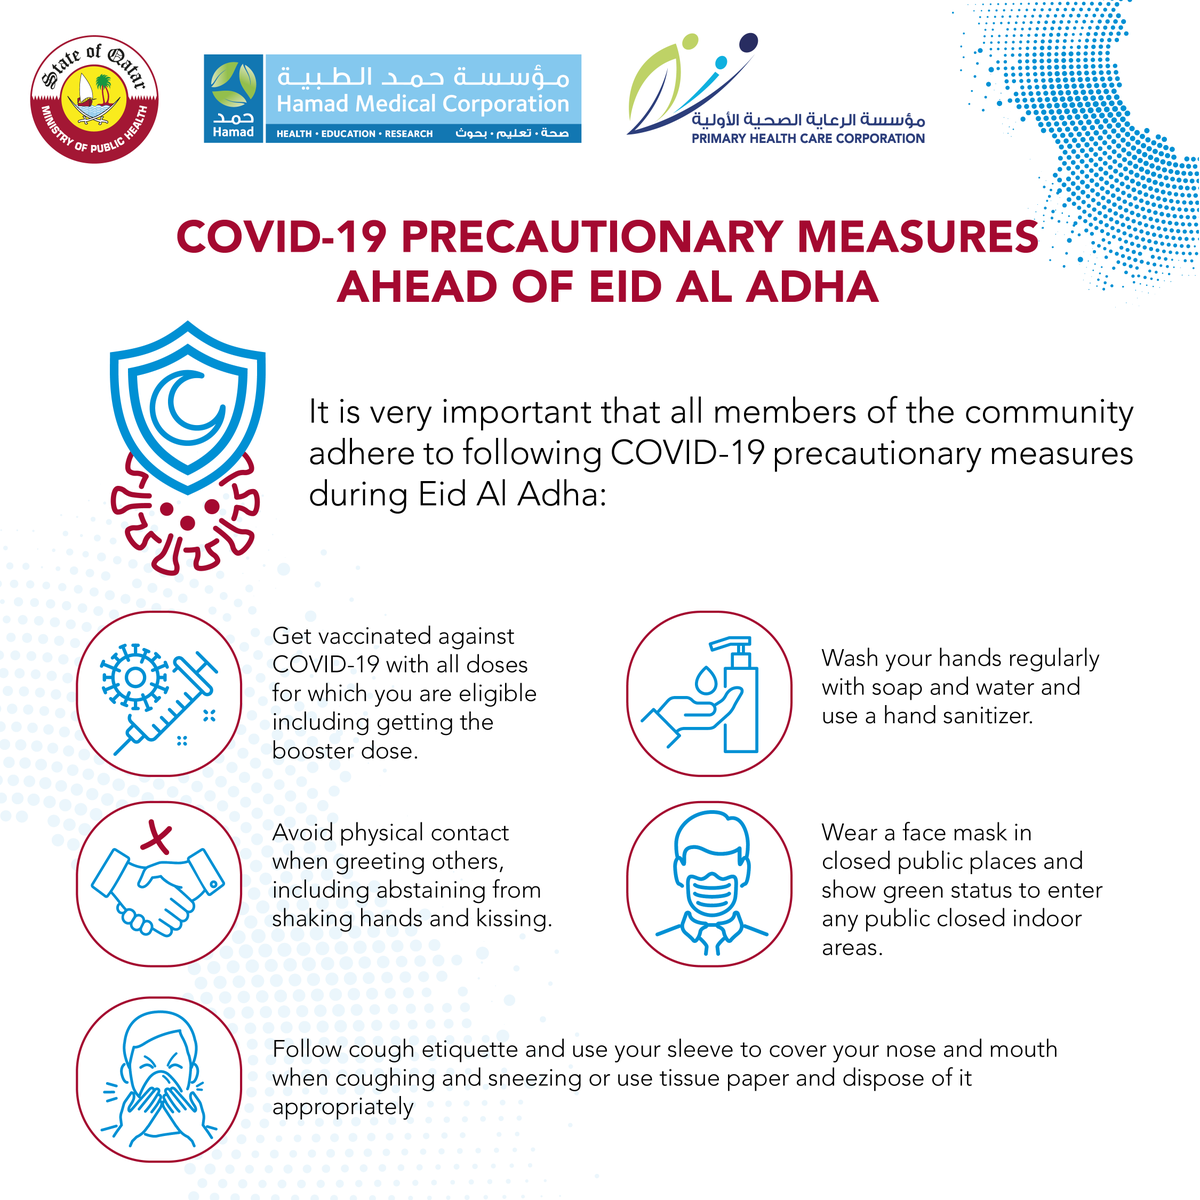 State of Qatar
MINISTRY OF PUBLIC HEALTH
حمد
Hamad
مؤسسة حمد الطبية
Hamad Medical Corporation
HEALTH • EDUCATION • RESEARCH صحة • تعليم • بحوث
مؤسسة الرعاية الصحية الأولية
PRIMARY HEALTH CARE CORPORATION
COVID-19 PRECAUTIONARY MEASURES
AHEAD OF EID AL ADHA
It is very important that all members of the community
adhere to following COVID-19 precautionary measures
during Eid Al Adha:
Get vaccinated against
COVID-19 with all doses
for which you are eligible
including getting the
booster dose.
Wash your hands regularly
with soap and water and
use a hand sanitizer.
Avoid physical contact
when greeting others,
including abstaining from
shaking hands and kissing.
Wear a face mask in
closed public places and
show green status to enter
any public closed indoor
areas.
Follow cough etiquette and use your sleeve to cover your nose and mouth
when coughing and sneezing or use tissue paper and dispose of it
appropriately